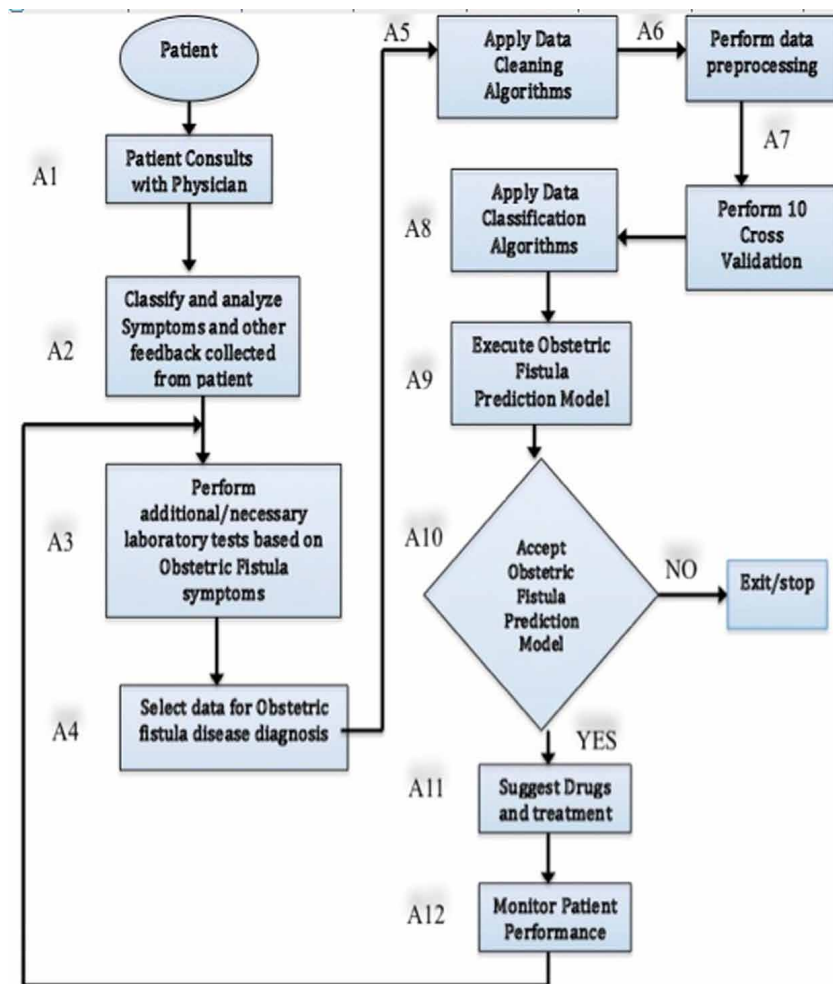 Patient
A1
Patient Consults
with Physician
A2
Classify and analyze
Symptoms and other
feedback collected
from patient
A3
Perform
additional/necessary
laboratory tests based on
Obstetric Fistula
symptoms
A4
Select data for Obstetric
fistula disease diagnosis
A5
Apply Data
Cleaning
Algorithms
A6
Perform data
preprocessing
A7
Perform 10
Cross
Validation
A8
Apply Data
Classification
Algorithms
A9
Execute Obstetric
Fistula
Prediction Model
A10
Accept
Obstetric
Fistula
Prediction
Model
NO
Exit/stop
YES
A11
Suggest Drugs
and treatment
A12
Monitor Patient
Performance